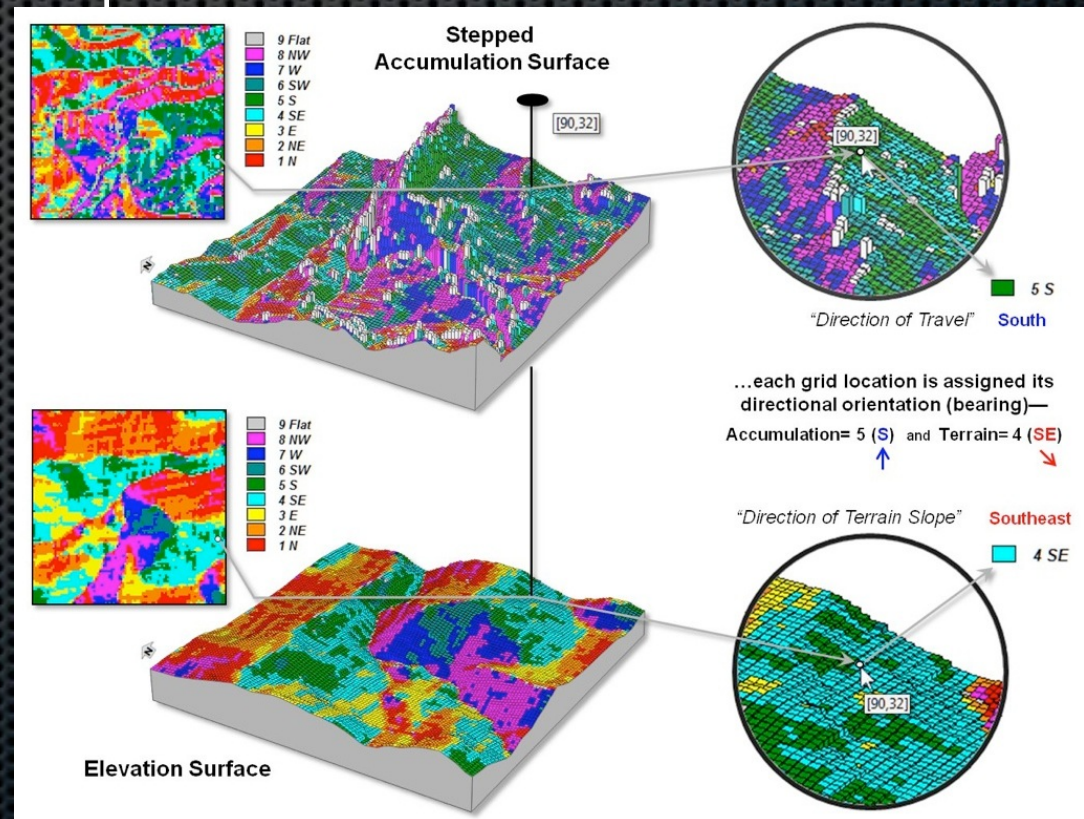 9 Flat
8 NW
7 W
6 SW
5 S
4 SE
3 E
2 NE
1 N
Stepped
Accumulation Surface
[90,32]
N
[90,32]
5 S
"Direction of Travel" South
…each grid location is assigned its
directional orientation (bearing)—
Accumulation= 5 (S) and Terrain= 4 (SE)
9 Flat
8 NW
7 W
6 SW
5 S
4 SE
3 E
2 NE
1 N
N
Elevation Surface
"Direction of Terrain Slope" Southeast
4 SE
[90,32]